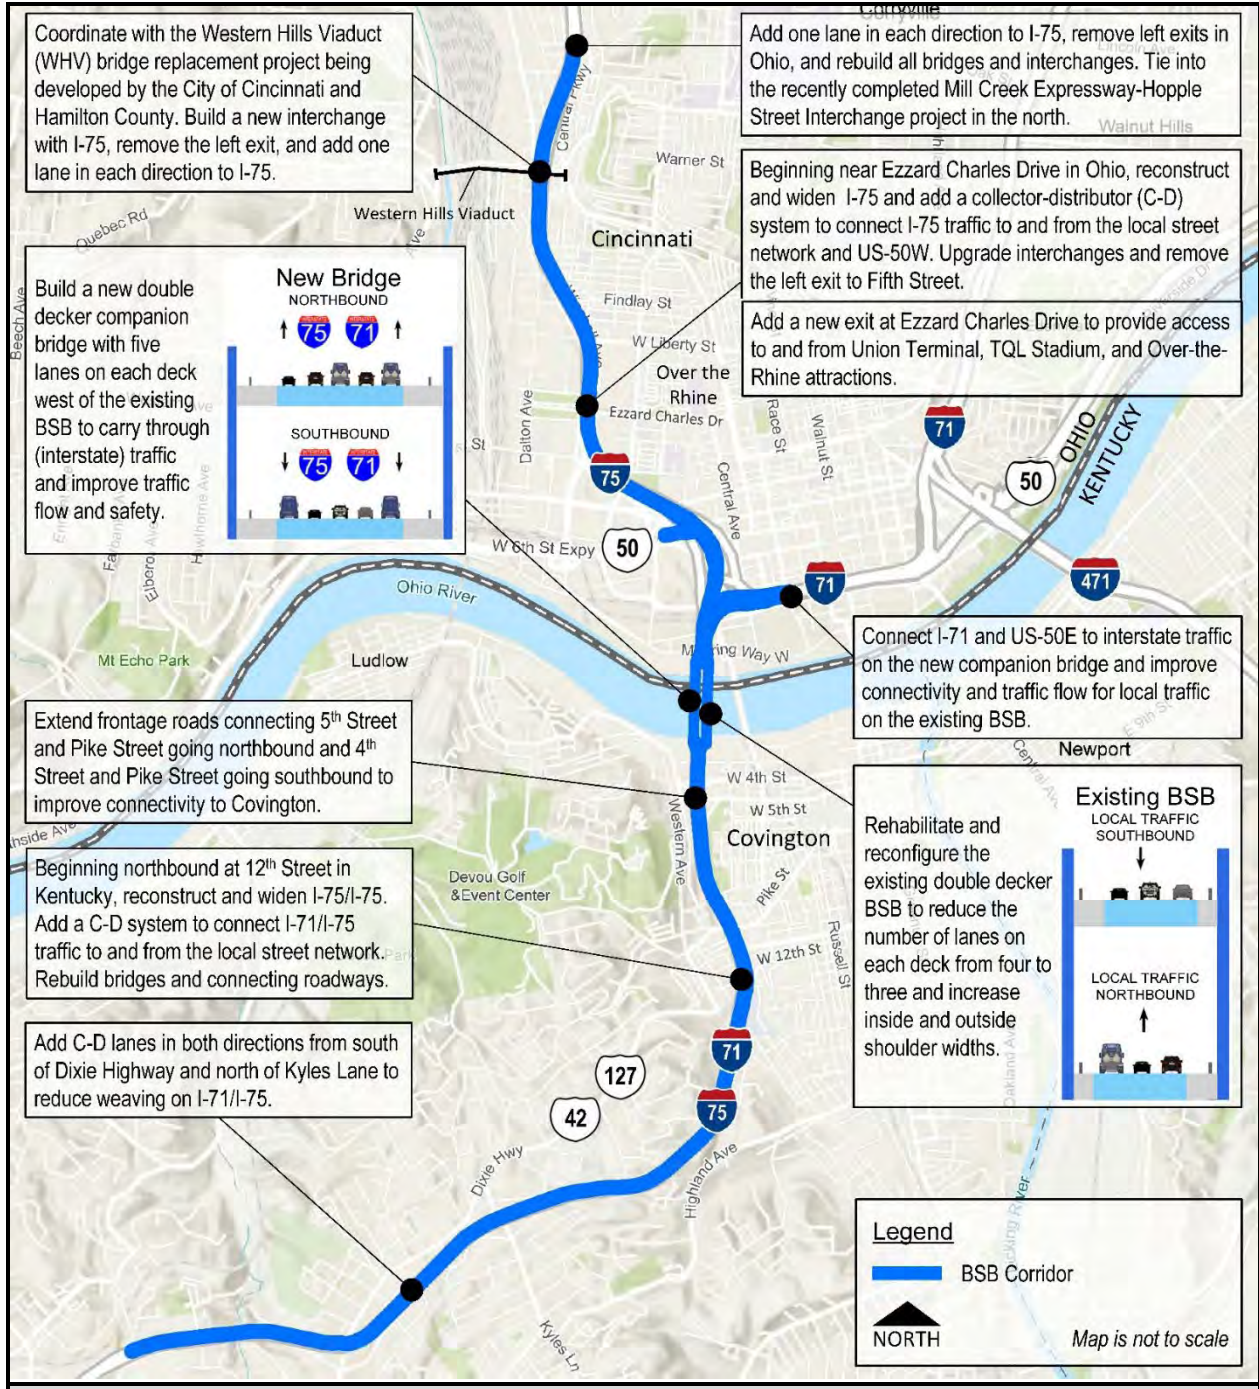 Coordinate with the Western Hills Viaduct
(WHV) bridge replacement project being
developed by the City of Cincinnati and
Hamilton County. Build a new interchange
with I-75, remove the left exit, and add one
lane in each direction to I-75.
Corryville
Add one lane in each direction to I-75, remove left exits in
Ohio, and rebuild all bridges and interchanges. Tie into
the recently completed Mill Creek Expressway-Hopple
Street Interchange project in the north.
Central Pkwy
Walnut Hills
Warner St
Beginning near Ezzard Charles Drive in Ohio, reconstruct
and widen I-75 and add a collector-distributor (C-D)
system to connect I-75 traffic to and from the local street
network and US-50W. Upgrade interchanges and remove
the left exit to Fifth Street.
Western Hills Viaduct
Quebec Rd
Cincinnati
Build a new double
decker companion
bridge with five
lanes on each deck
west of the existing
BSB to carry through
(interstate) traffic
and improve traffic
flow and safety.
New Bridge
NORTHBOUND
75 71
SOUTHBOUND
75 71
Beech Ave
Findlay St
W Liberty St
Over the
Rhine
Add a new exit at Ezzard Charles Drive to provide access
to and from Union Terminal, TQL Stadium, and Over-the-
Rhine attractions.
Ezzard Charles Dr
Dalton Ave
Race St
Walnut St
Central Ave
71
OHIO
KENTUCKY
50
75
W 6th St Expy
50
Hawthorne Ave
Elberon Ave
Ohio River
71
471
Mt Echo Park
Ludlow
Connect I-71 and US-50E to interstate traffic
on the new companion bridge and improve
connectivity and traffic flow for local traffic
on the existing BSB.
E 9th St
Central Ave
Newport
Extend frontage roads connecting 5th Street
and Pike Street going northbound and 4th
Street and Pike Street going southbound to
improve connectivity to Covington.
W 4th St
W 5th St
Western Ave
Covington
Rehabilitate and
reconfigure the
existing double decker
BSB to reduce the
number of lanes on
each deck from four to
three and increase
inside and outside
shoulder widths.
Existing BSB
LOCAL TRAFFIC
SOUTHBOUND
LOCAL TRAFFIC
NORTHBOUND
Beginning northbound at 12th Street in
Kentucky, reconstruct and widen I-75/I-75.
Add a C-D system to connect I-71/I-75
traffic to and from the local street network.
Rebuild bridges and connecting roadways.
Devou Golf
&Event Center
Pike St
W 12th St
Russell St
Add C-D lanes in both directions from south
of Dixie Highway and north of Kyles Lane to
reduce weaving on I-71/I-75.
71
127
75
42
Dixie Hwy
Highland Ave
Kyles Ln
Legend
BSB Corridor
NORTH
Map is not to scale